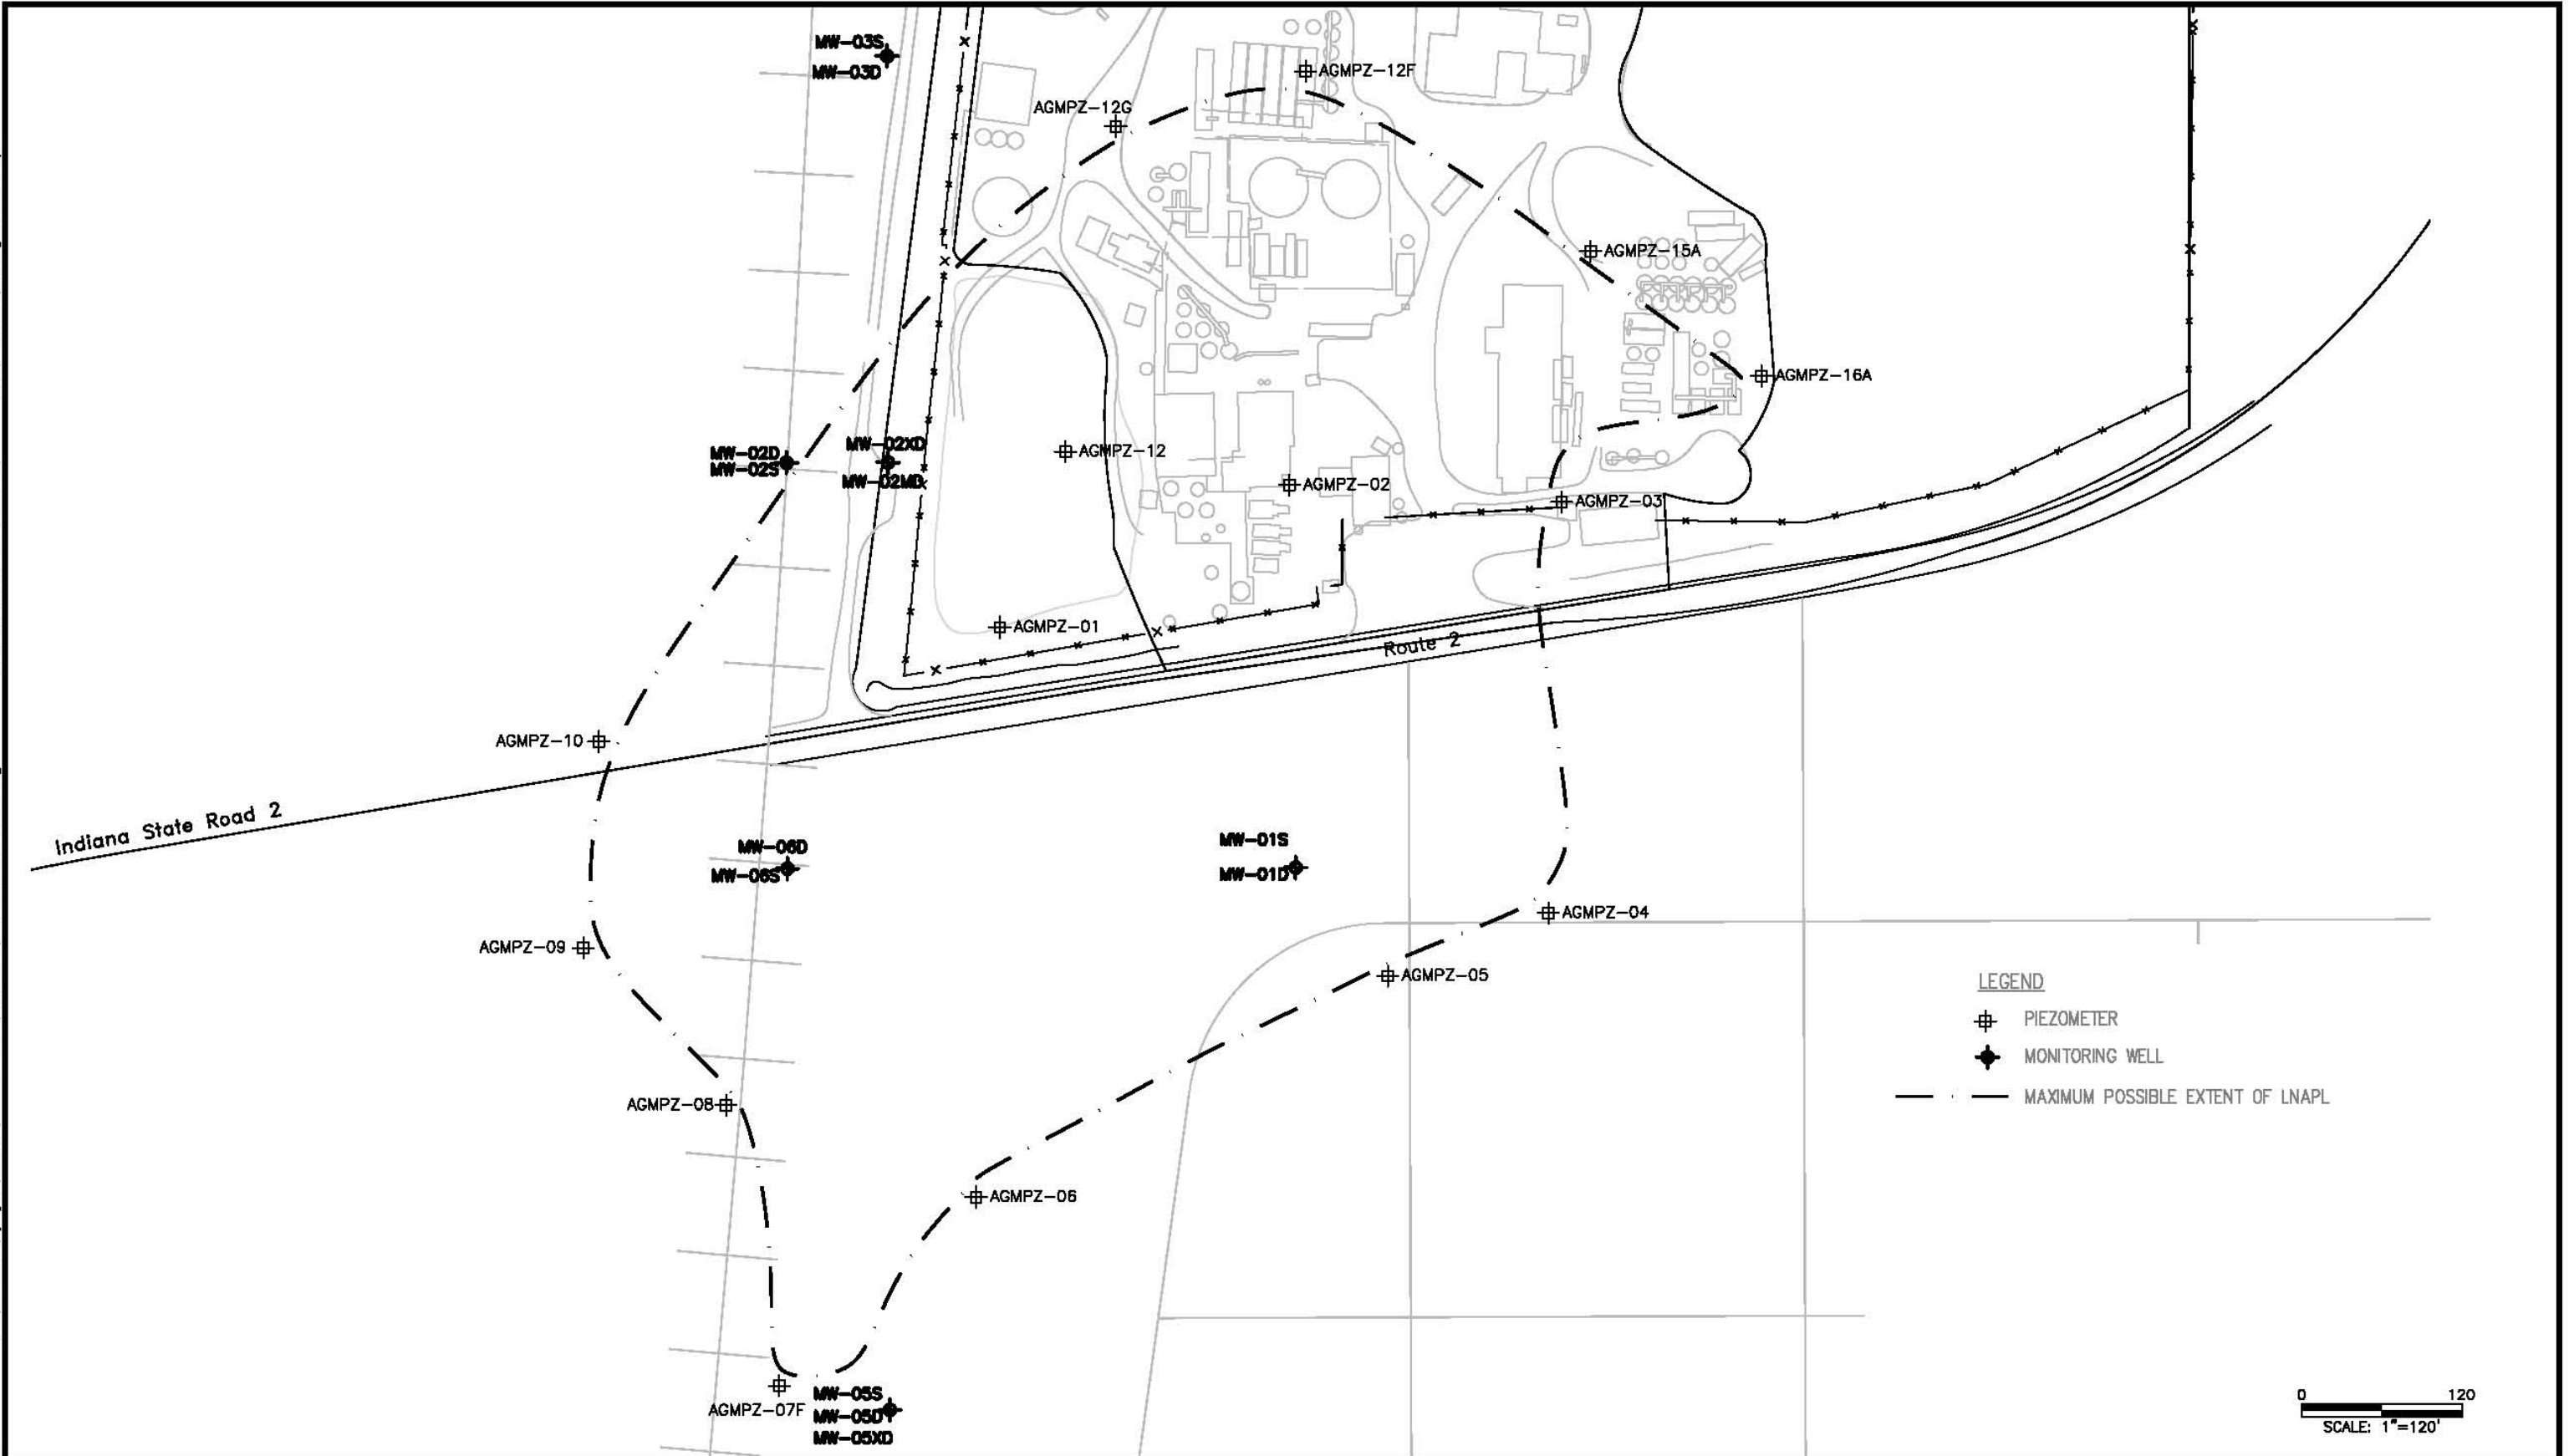 MW-03S
MW-03D
AGMPZ-12F
AGMPZ-12G
AGMPZ-15A
AGMPZ-16A
MW-02D
MW-02S
MW-02XD
MW-02MD
AGMPZ-12
AGMPZ-02
AGMPZ-03
AGMPZ-01
Route 2
AGMPZ-10
Indiana State Road 2
MW-06D
MW-06S
MW-01S
MW-01D
AGMPZ-04
AGMPZ-09
AGMPZ-05
LEGEND
PIEZOMETER
MONITORING WELL
MAXIMUM POSSIBLE EXTENT OF LNAPL
AGMPZ-08
AGMPZ-06
AGMPZ-07F
MW-05S
MW-05D
MW-05XD
0 120
SCALE: 1"=120'